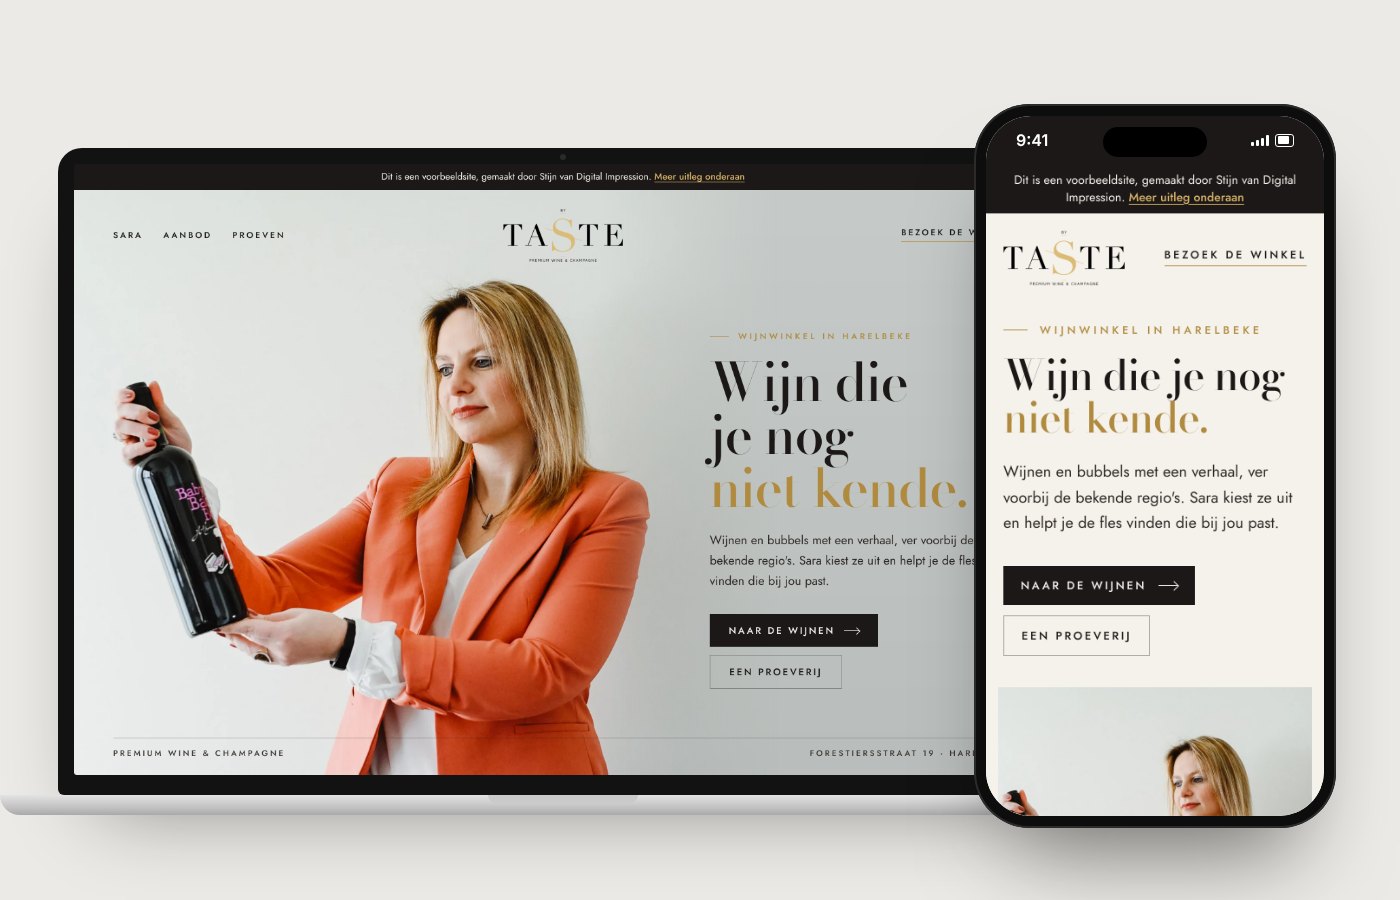 Dit is een voorbeeldsite, gemaakt door Stijn van Digital Impression. Meer uitleg onderaan
SARA AANBOD PROEVEN
BY
TASTE
PREMIUM WINE & CHAMPAGNE
BEZOEK DE
WIJNWINKEL IN HARELBEKE
Wijn die
je nog
niet kende.
Wijnen en bubbels met een verhaal, ver voorbij de
bekende regio's. Sara kiest ze uit en helpt je de fles
vinden die bij jou past.
NAAR DE WIJNEN
EEN PROEVERIJ
PREMIUM WINE & CHAMPAGNE
FORESTIERSSTRAAT 19 ·
9:41
Dit is een voorbeeldsite, gemaakt door Stijn van Digital
Impression. Meer uitleg onderaan
BY
TASTE
PREMIUM WINE & CHAMPAGNE
BEZOEK DE WINKEL
WIJNWINKEL IN HARELBEKE
Wijn die je nog
niet kende.
Wijnen en bubbels met een verhaal, ver
voorbij de bekende regio's. Sara kiest ze uit
en helpt je de fles vinden die bij jou past.
NAAR DE WIJNEN
EEN PROEVERIJ